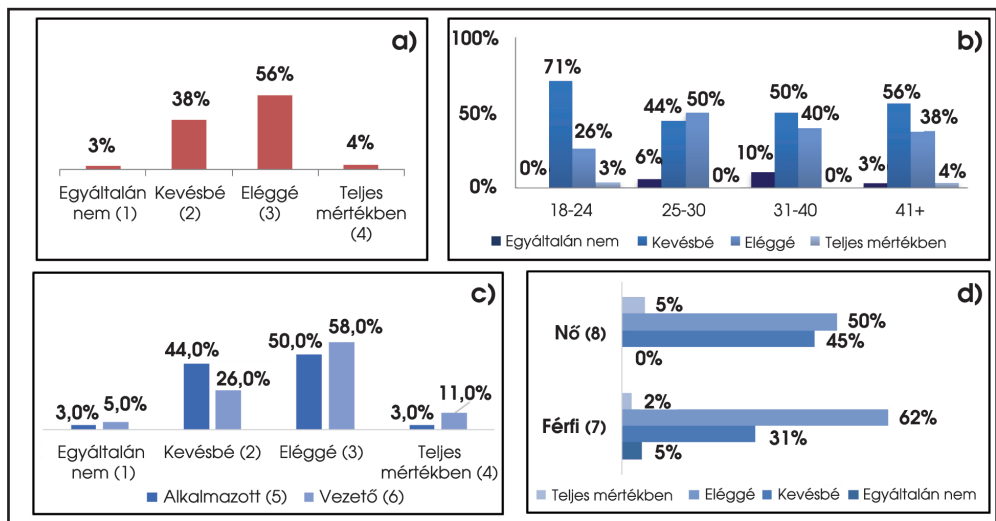 a)
56%
38%
3%
4%
Egyáltalán
nem (1)
Kevésbé
(2)
Eléggé
(3)
Teljes
mértékben
(4)
b)
100%
50%
0%
0%
71%
26%
3%
6%
44%
50%
0%
10%
50%
40%
0%
3%
56%
38%
4%
18-24
25-30
31-40
41+
Egyáltalán nem
Kevésbé
Eléggé
Teljes mértékben
c)
3,0%
5,0%
44,0%
26,0%
50,0%
58,0%
3,0%
11,0%
Egyáltalán
nem (1)
Kevésbé (2)
Eléggé (3)
Teljes
mértékben (4)
Alkalmazott (5)
Vezető (6)
d)
Nő (8)
5%
50%
45%
0%
Férfi (7)
2%
62%
31%
5%
Teljes mértékben
Eléggé
Kevésbé
Egyáltalán nem